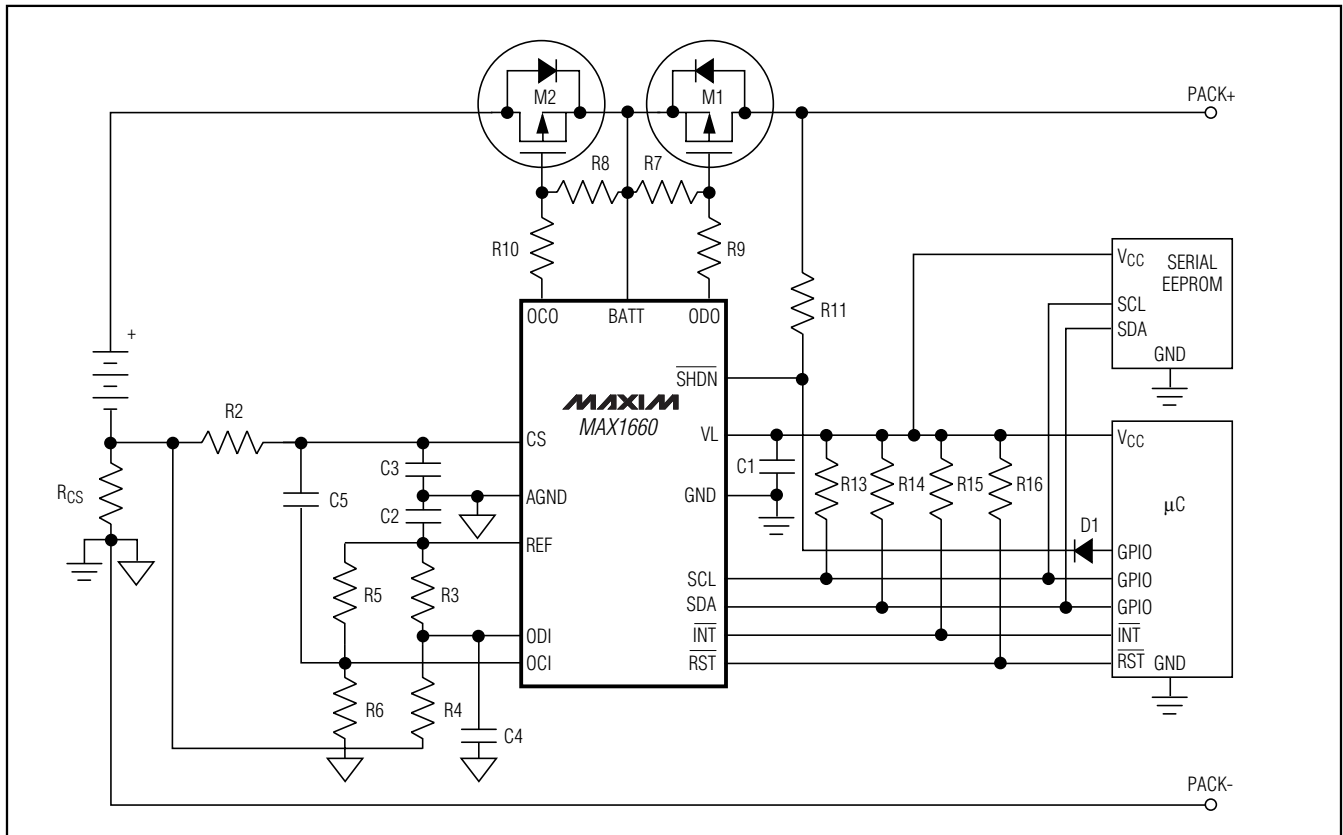 M2
M1
PACK+
R8
R7
R10
R9
R11
VCC
SERIAL
EEPROM
SCL
SDA
GND
OCO
BATT
ODO
SHDN
MAXIM
MAX1660
+
R2
CS
VL
VCC
C3
C1
R13
R14
R15
R16
RCS
C5
AGND
GND
μC
C2
D1
REF
GPIO
R5
R3
SCL
GPIO
SDA
GPIO
ODI
INT
INT
OCI
RST
RST
GND
R6
R4
C4
PACK-